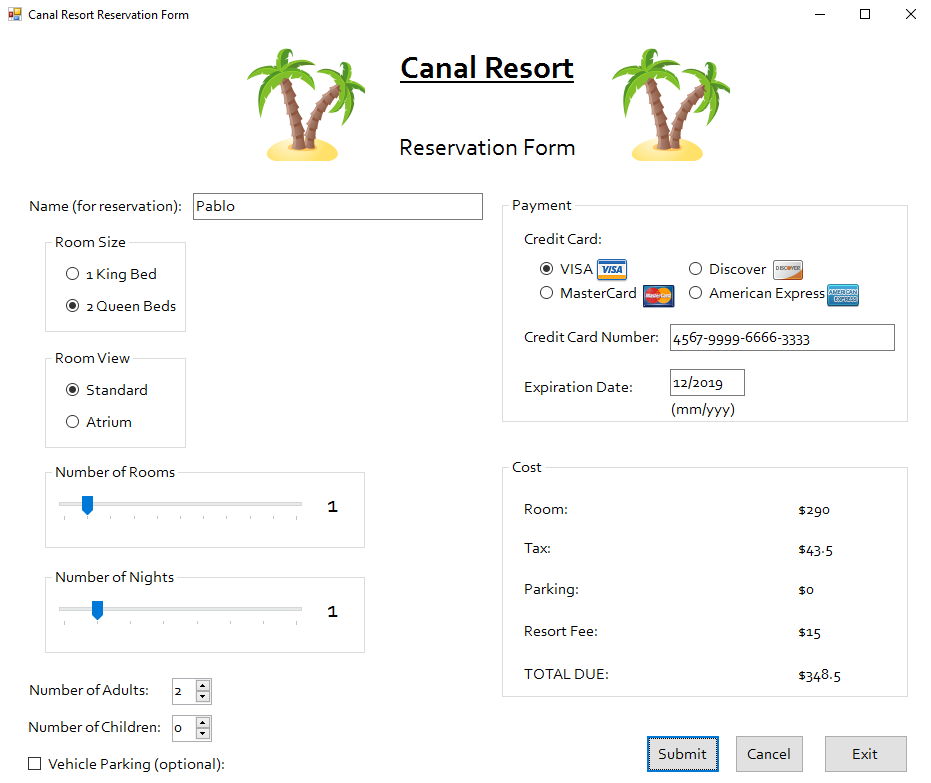 Canal Resort Reservation Form
Canal Resort
Reservation Form
Name (for reservation): Pablo
Room Size
1 King Bed
2 Queen Beds
Room View
Standard
Atrium
Number of Rooms
1
Number of Nights
1
Number of Adults: 2
Number of Children: 0
Vehicle Parking (optional):
Payment
Credit Card:
VISA VISA Discover DISCOVER
MasterCard MasterCard American Express AMERICAN EXPRESS
Credit Card Number: 4567-9999-6666-3333
Expiration Date: 12/2019
(mm/yyy)
Cost
Room: $290
Tax: $43.5
Parking: $0
Resort Fee: $15
TOTAL DUE: $348.5
Submit Cancel Exit